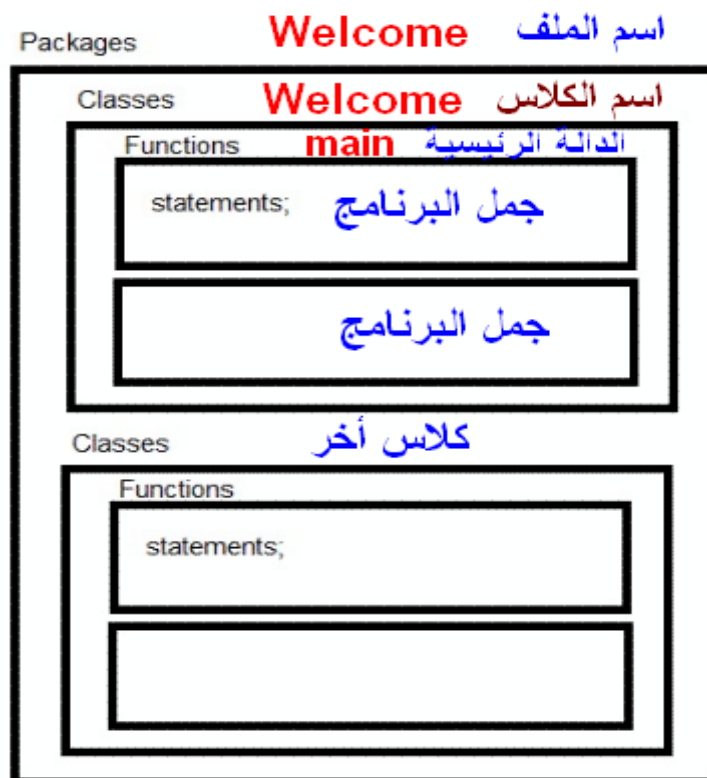 Packages Welcome اسم الملف
Classes Welcome اسم الكلاس
Functions main الدالة الرئيسية
statements; جمل البرنامج
جمل البرنامج
Classes كلاس أخر
Functions
statements;